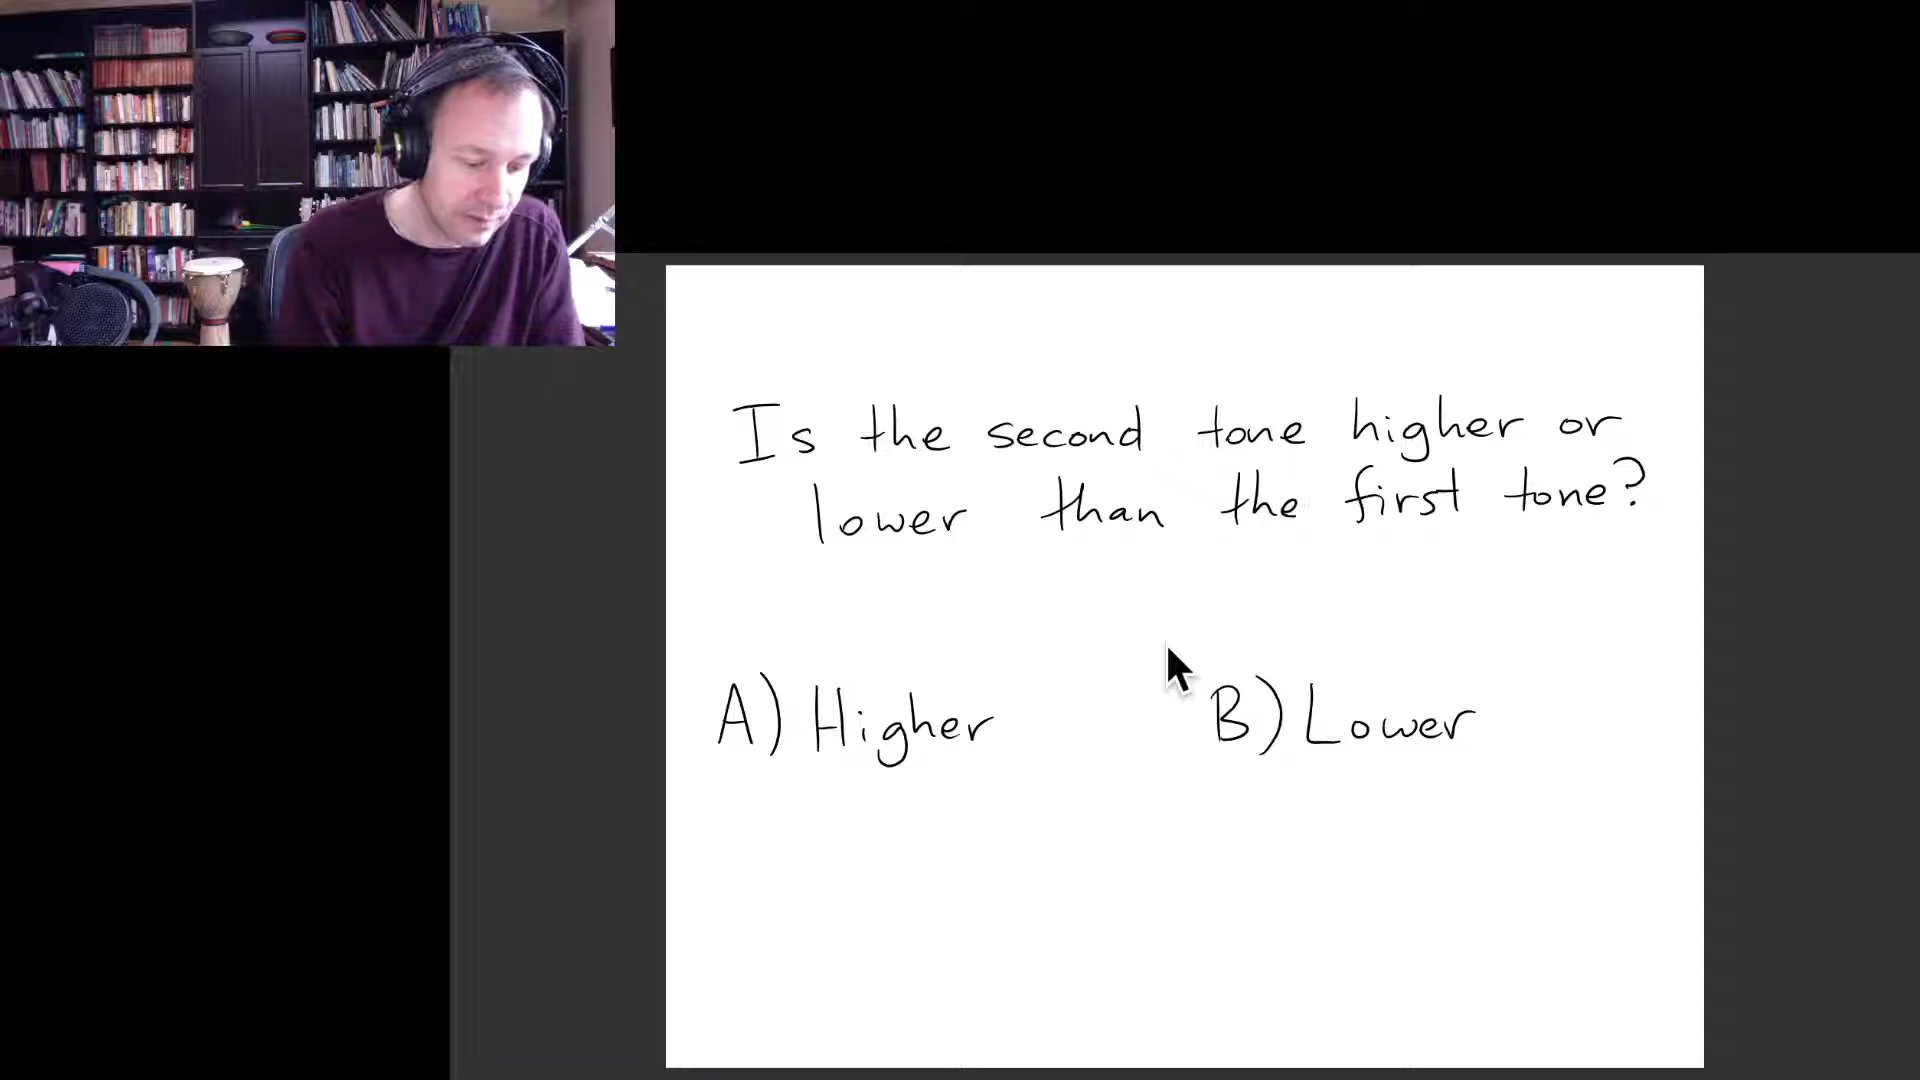 Is the second tone higher or
lower than the first tone?
A) Higher
B) Lower